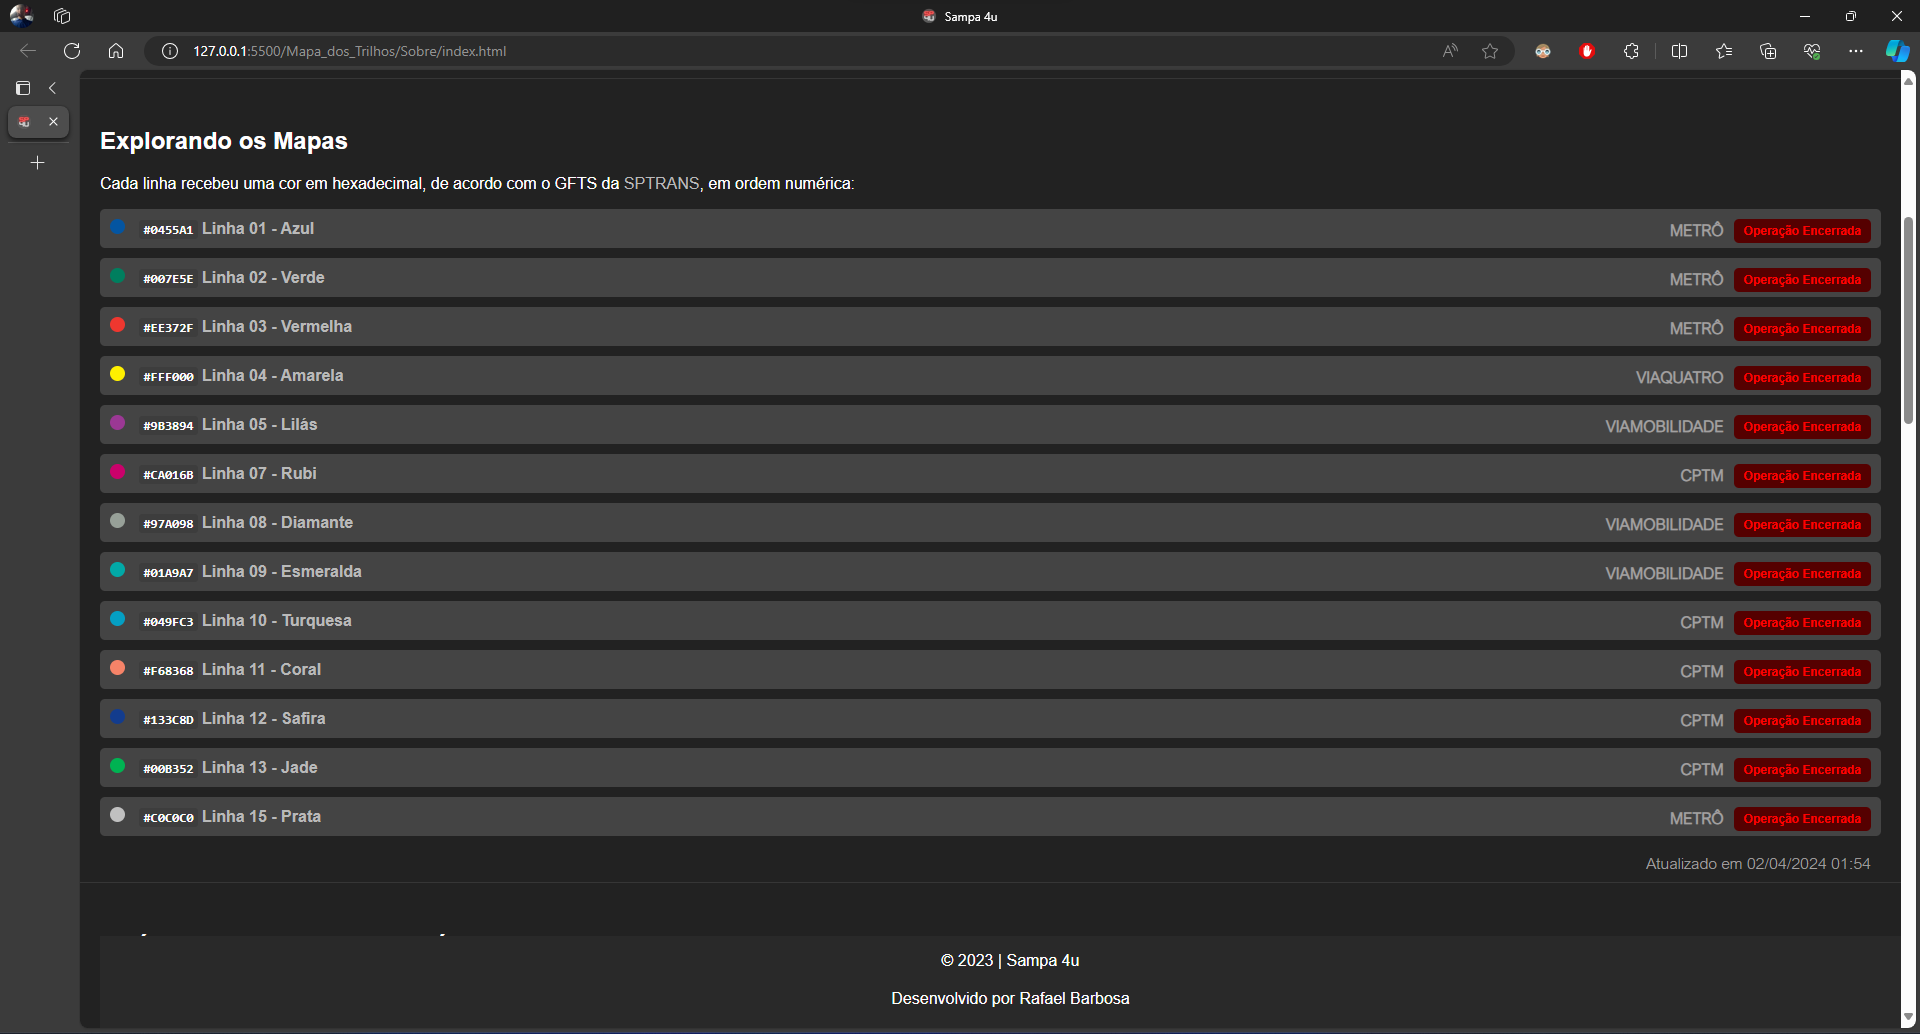 Sampa 4u
127.0.0.1:5500/Mapa_dos_Trilhos/Sobre/index.html
Explorando os Mapas
Cada linha recebeu uma cor em hexadecimal, de acordo com o GFTS da SPTRANS, em ordem numérica:
#0455A1 Linha 01 - Azul METRÔ Operação Encerrada
#007E5E Linha 02 - Verde METRÔ Operação Encerrada
#EE372F Linha 03 - Vermelha METRÔ Operação Encerrada
#FFF000 Linha 04 - Amarela VIAQUATRO Operação Encerrada
#9B3894 Linha 05 - Lilás VIAMOBILIDADE Operação Encerrada
#CA016B Linha 07 - Rubi CPTM Operação Encerrada
#97A098 Linha 08 - Diamante VIAMOBILIDADE Operação Encerrada
#01A9A7 Linha 09 - Esmeralda VIAMOBILIDADE Operação Encerrada
#049FC3 Linha 10 - Turquesa CPTM Operação Encerrada
#F68368 Linha 11 - Coral CPTM Operação Encerrada
#133C8D Linha 12 - Safira CPTM Operação Encerrada
#00B352 Linha 13 - Jade CPTM Operação Encerrada
#C0C0C0 Linha 15 - Prata METRÔ Operação Encerrada
Atualizado em 02/04/2024 01:54
© 2023 | Sampa 4u
Desenvolvido por Rafael Barbosa